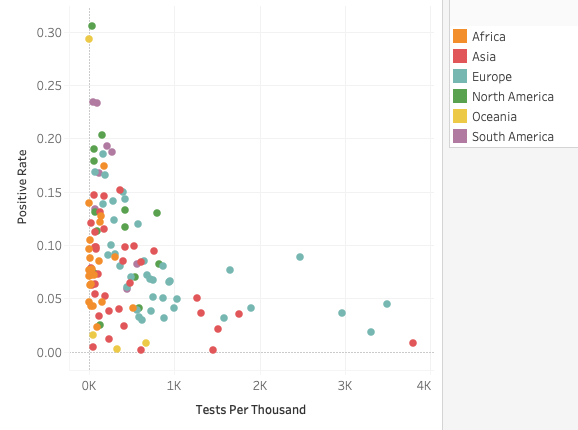 0.30
0.25
0.20
0.15
0.10
0.05
0.00
Positive Rate
0K
1K
2K
3K
4K
Tests Per Thousand
Africa
Asia
Europe
North America
Oceania
South America